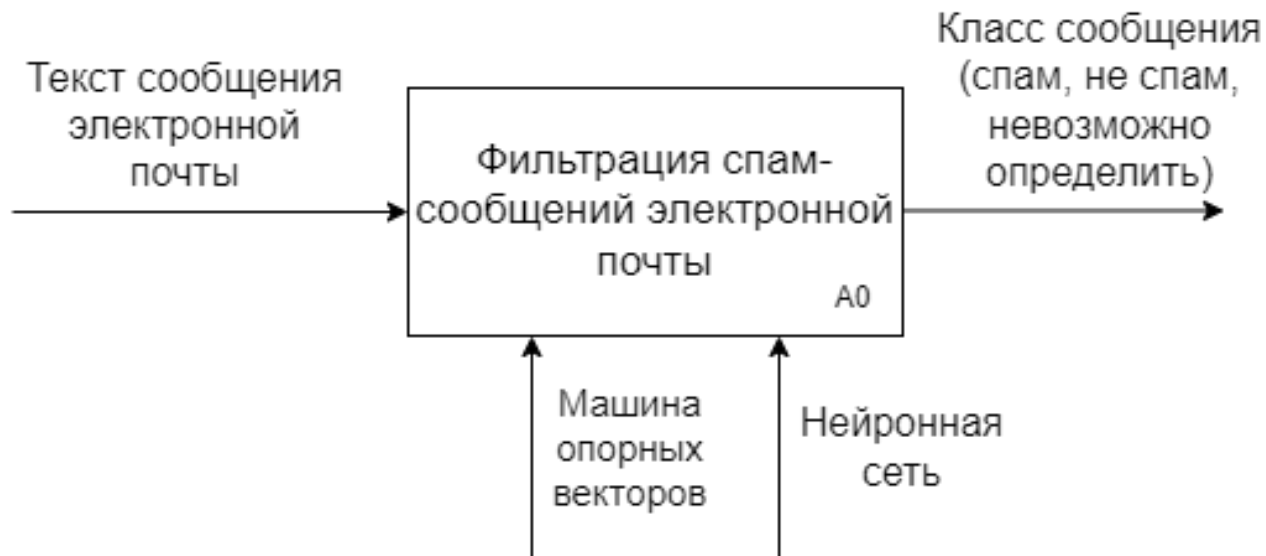 Текст сообщения
электронной
почты
Фильтрация спам-
сообщений электронной
почты
A0
Класс сообщения
(спам, не спам,
невозможно
определить)
Машина
опорных
векторов
Нейронная
сеть